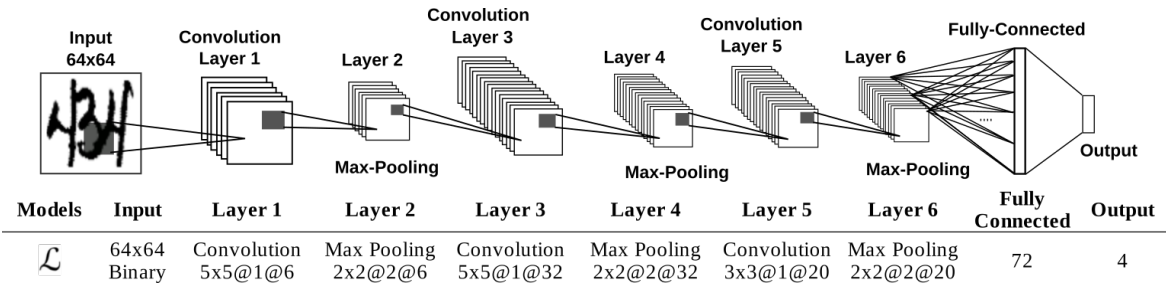 Input
64x64
Convolution
Layer 1
Layer 2
Max-Pooling
Convolution
Layer 3
Layer 4
Max-Pooling
Convolution
Layer 5
Layer 6
Max-Pooling
Fully-Connected
Output
434
....
Models Input Layer 1 Layer 2 Layer 3 Layer 4 Layer 5 Layer 6 Fully Connected Output
ℒ 64x64 Binary Convolution 5x5@1@6 Max Pooling 2x2@2@6 Convolution 5x5@1@32 Max Pooling 2x2@2@32 Convolution 3x3@1@20 Max Pooling 2x2@2@20 72 4